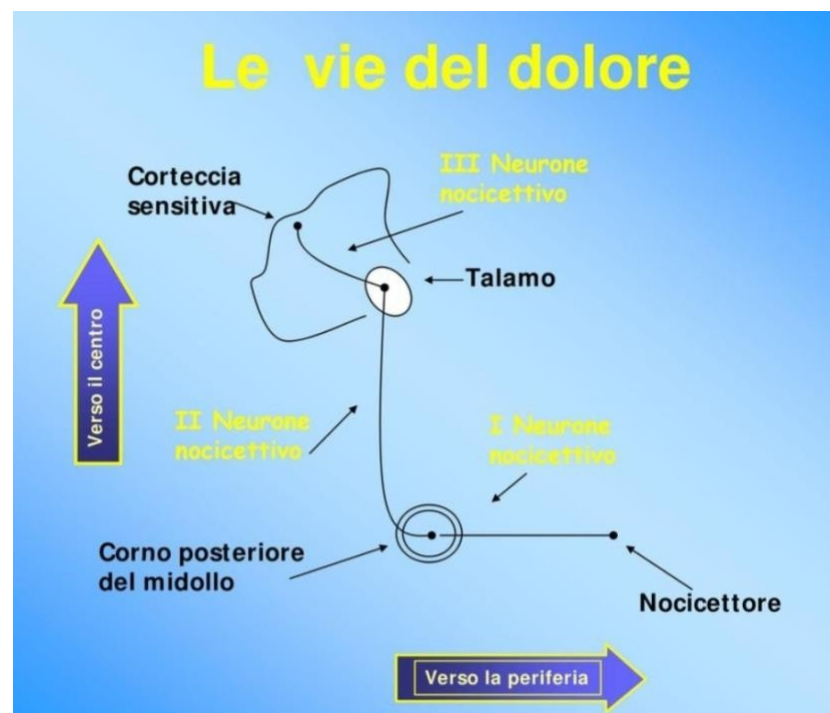 Le vie del dolore
III Neurone
nocicettivo
Corteccia
sensitiva
Talamo
Verso il centro
II Neurone
nocicettivo
I Neurone
nocicettivo
Corno posteriore
del midollo
Nocicettore
Verso la periferia